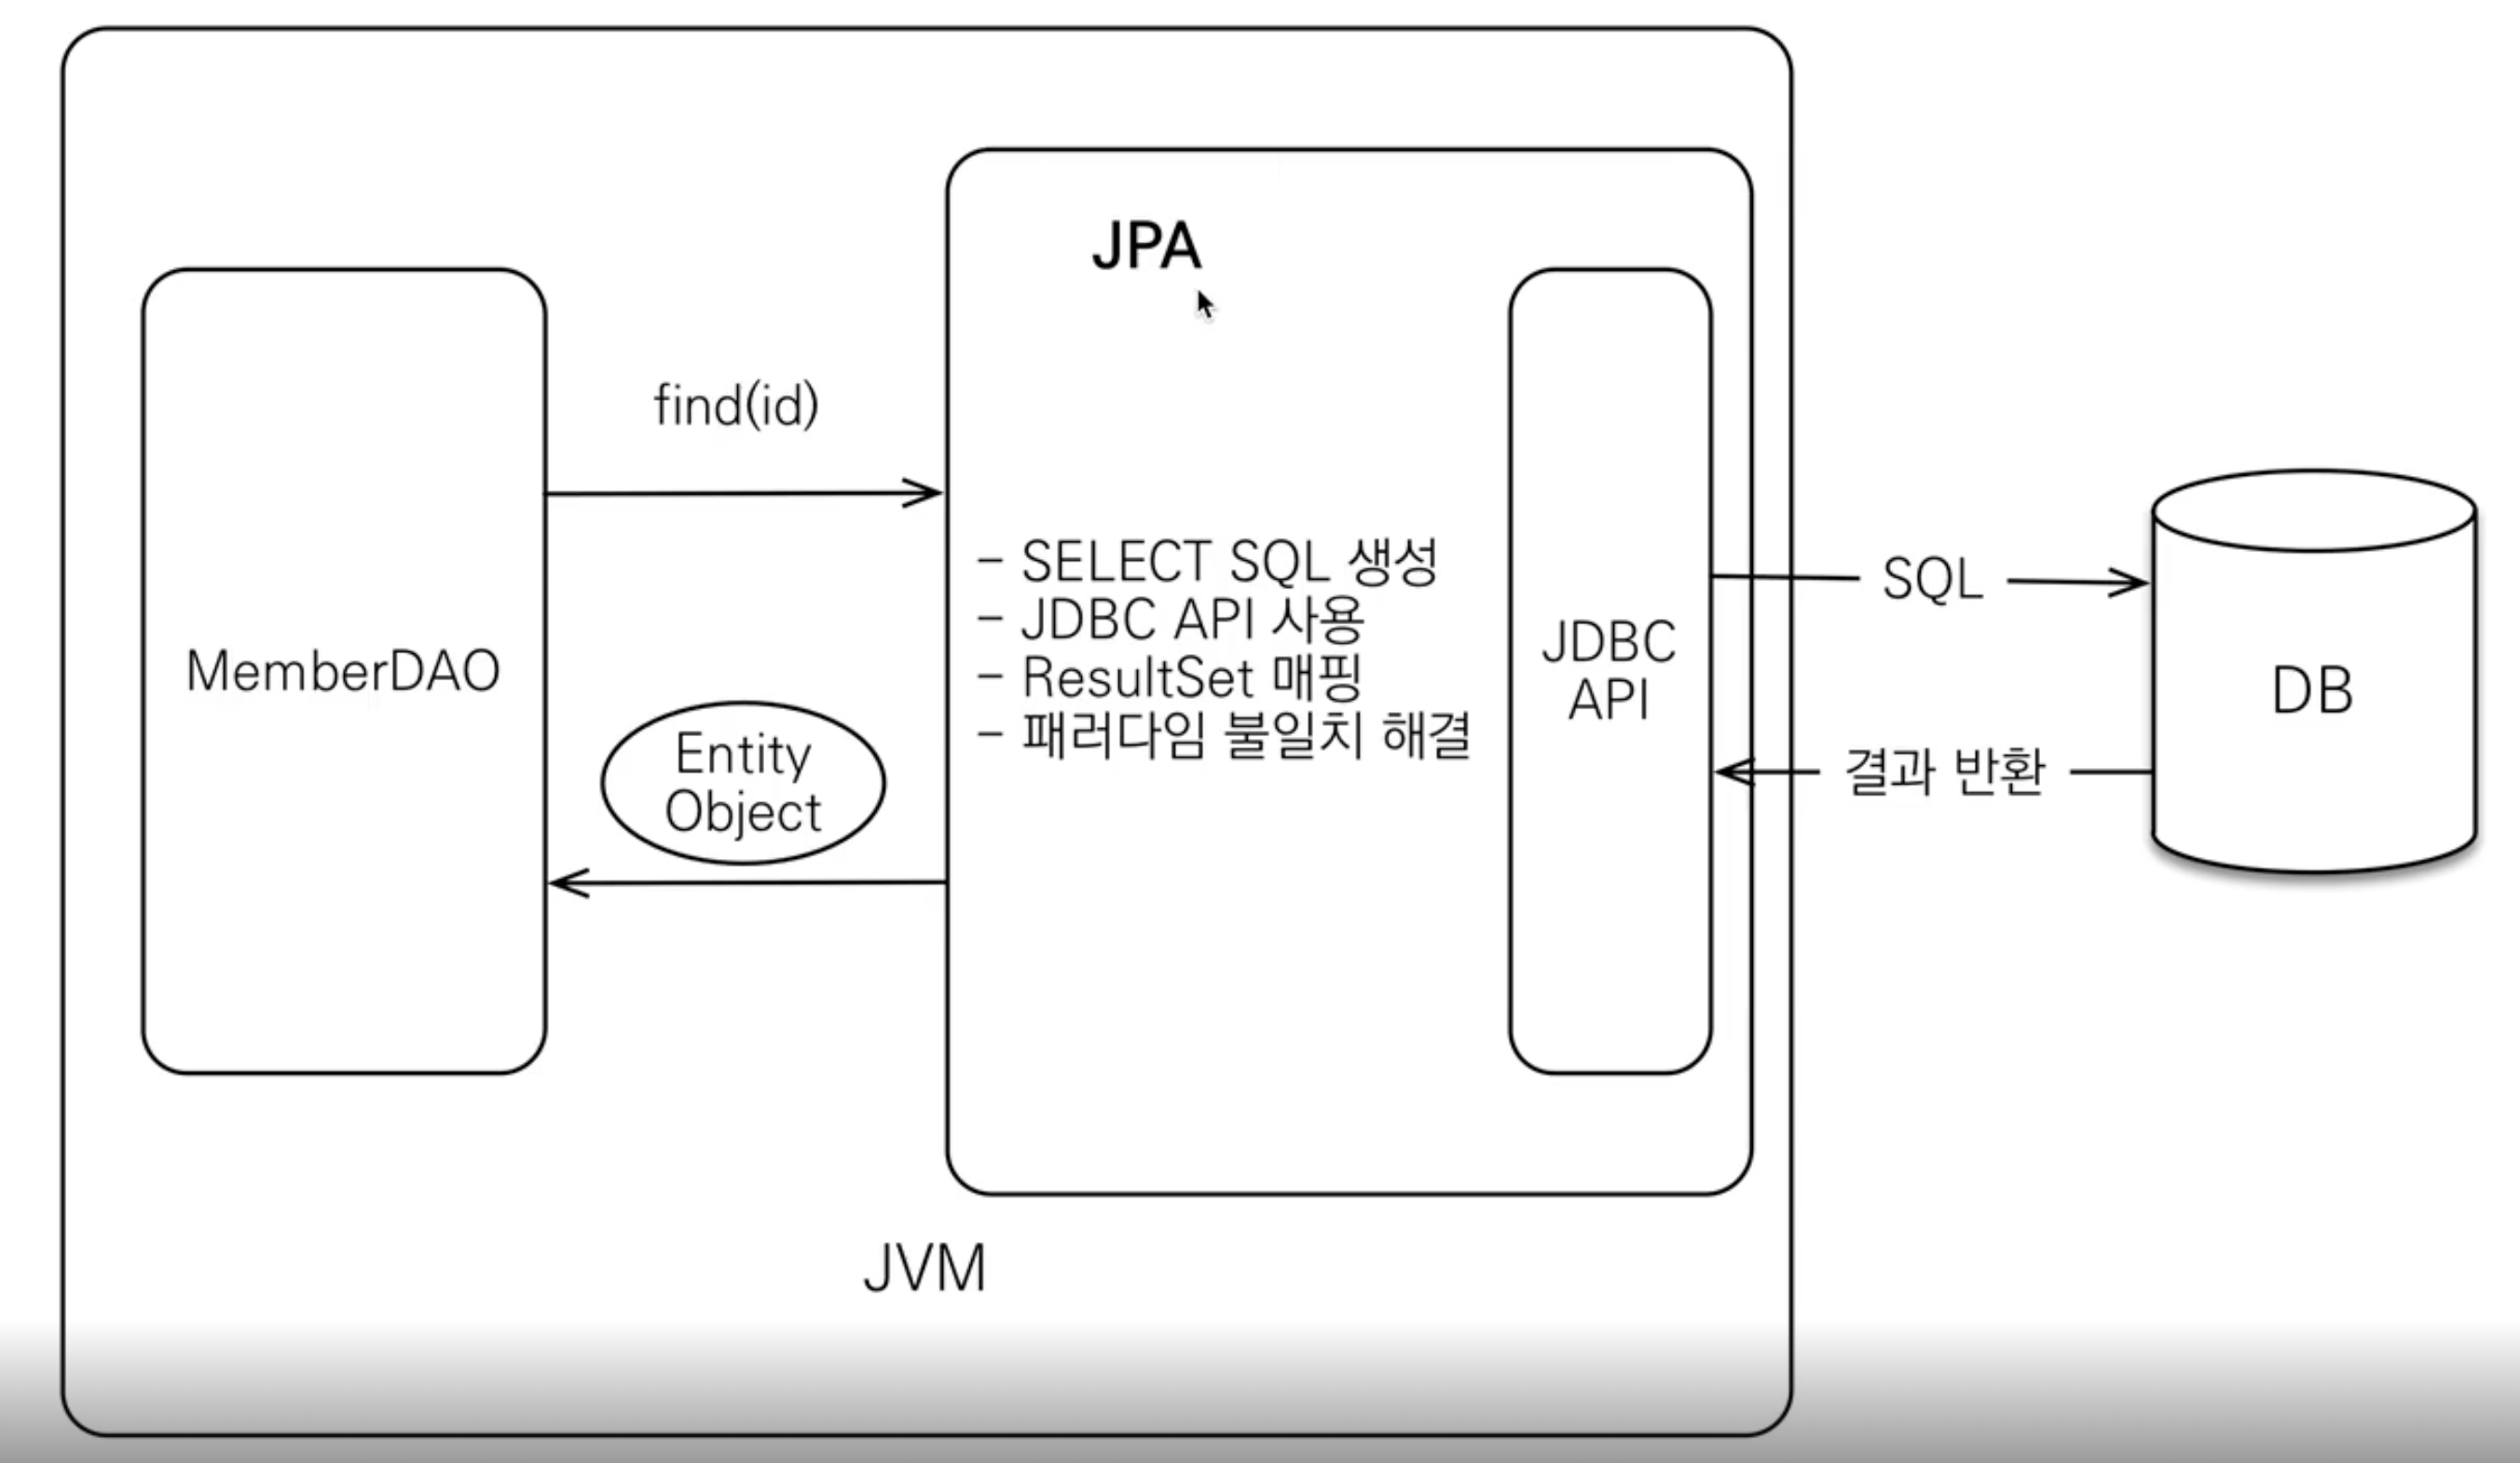 JPA
find(id)
MemberDAO
Entity
Object
- SELECT SQL 생성
- JDBC API 사용
- ResultSet 매핑
- 패러다임 불일치 해결
JDBC
API
SQL
결과 반환
DB
JVM